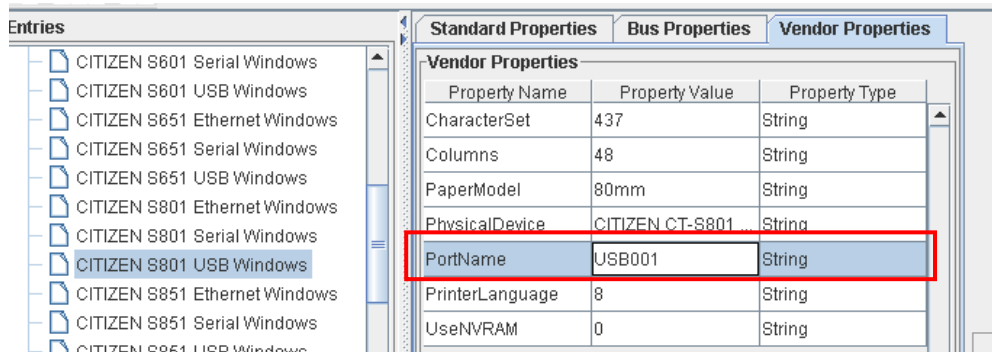 Entries
CITIZEN S601 Serial Windows
CITIZEN S601 USB Windows
CITIZEN S651 Ethernet Windows
CITIZEN S651 Serial Windows
CITIZEN S651 USB Windows
CITIZEN S801 Ethernet Windows
CITIZEN S801 Serial Windows
CITIZEN S801 USB Windows
CITIZEN S851 Ethernet Windows
CITIZEN S851 Serial Windows
CITIZEN S851 USB Windows
Standard Properties Bus Properties Vendor Properties
Vendor Properties
Property Name Property Value Property Type
CharacterSet 437 String
Columns 48 String
PaperModel 80mm String
PhysicalDevice CITIZEN CT-S801 ... String
PortName USB001 String
PrinterLanguage 8 String
UseNVRAM 0 String